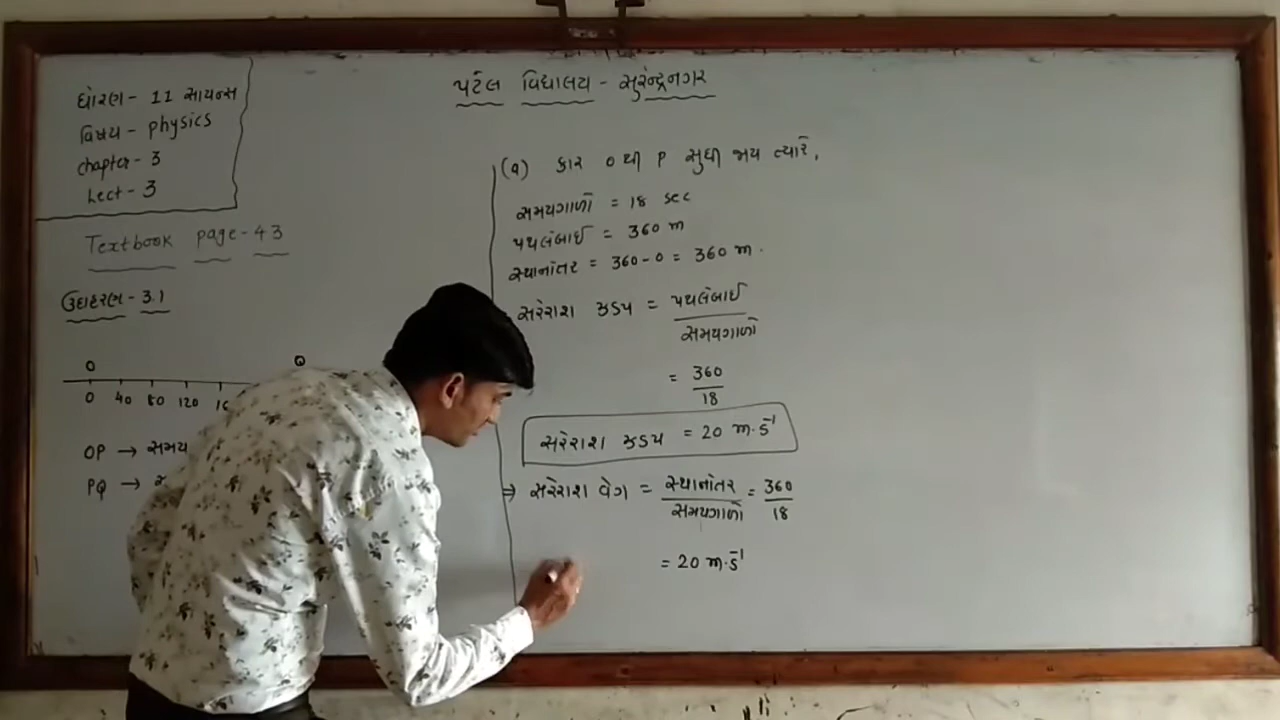 પટેલ વિદ્યાલય - સુરેન્દ્રનગર
ધોરણ - 11 સાયન્સ
વિષય - physics
chapter - 3
Lect - 3
Textbook page - 43
ઉદાહરણ - 3.1
O Q
0 40 80 120
OP → સમય
PQ →
(a) કાર O થી P સુધી જાય ત્યારે,
સમયગાળો = 18 sec
પથલંબાઈ = 360 m
સ્થાનાંતર = 360 - 0 = 360 m.
સરેરાશ ઝડપ = પથલંબાઈ
સમયગાળો
= 360
18
સરેરાશ ઝડપ = 20 m·s⁻¹
⇒ સરેરાશ વેગ = સ્થાનાંતર = 360
સમયગાળો 18
= 20 m·s⁻¹